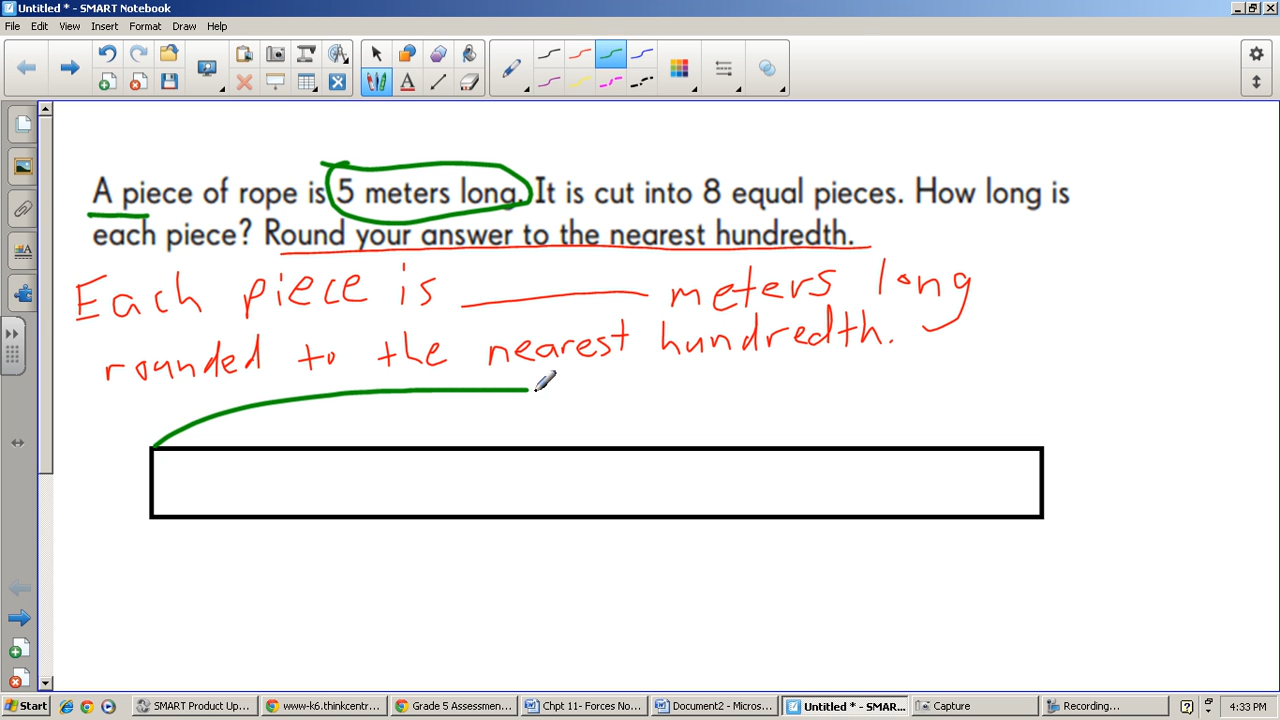 Untitled * - SMART Notebook
File Edit View Insert Format Draw Help
A piece of rope is 5 meters long. It is cut into 8 equal pieces. How long is
each piece? Round your answer to the nearest hundredth.
Each piece is ______ meters long
rounded to the nearest hundredth.
Start SMART Product Up... www-k6.thinkcentr... Grade 5 Assessmen... Chpt 11- Forces No... Document2 - Micros... Untitled * - SMAR... Capture Recording... 4:33 PM